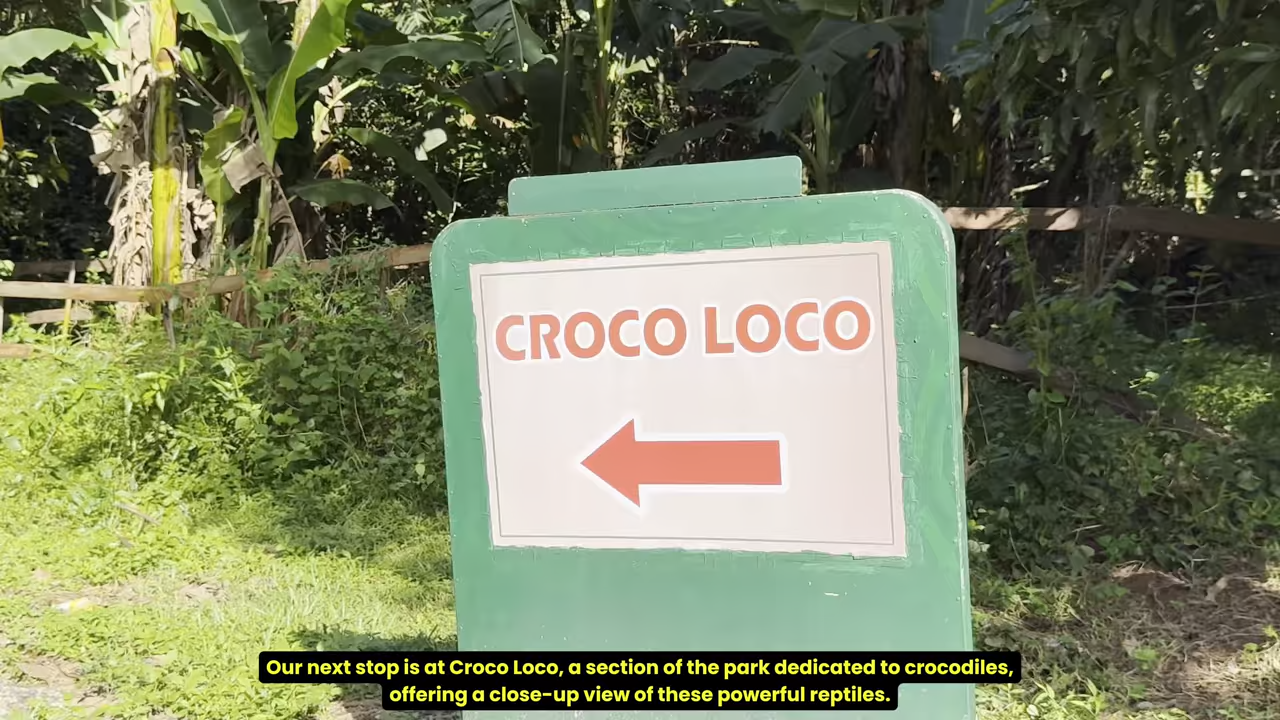 CROCO LOCO
Our next stop is at Croco Loco, a section of the park dedicated to crocodiles,
offering a close-up view of these powerful reptiles.